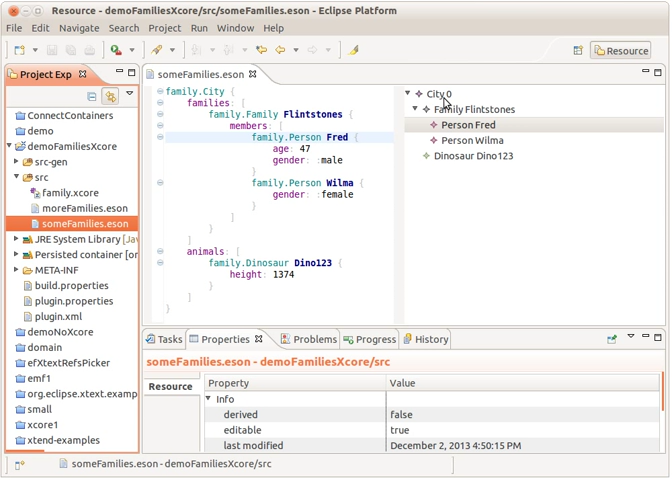 Resource - demoFamiliesXcore/src/someFamilies.eson - Eclipse Platform
File Edit Navigate Search Project Run Window Help
Resource
Project Exp
ConnectContainers
demo
demoFamiliesXcore
src-gen
src
family.xcore
moreFamilies.eson
someFamilies.eson
JRE System Library [Jav
Persisted container [or
META-INF
build.properties
plugin.properties
plugin.xml
demoNoXcore
domain
efXtextRefsPicker
emf1
org.eclipse.xtext.examp
small
xcore1
xtend-examples
someFamilies.eson
family.City {
families: [
family.Family Flintstones {
members: [
family.Person Fred {
age: 47
gender: :male
}
family.Person Wilma {
gender: :female
}
]
}
]
animals: [
family.Dinosaur Dino123 {
height: 1374
}
]
}
City 0
Family Flintstones
Person Fred
Person Wilma
Dinosaur Dino123
Tasks Properties Problems Progress History
someFamilies.eson - demoFamiliesXcore/src
Resource
Property Value
Info
derived false
editable true
last modified December 2, 2013 4:50:15 PM
someFamilies.eson - demoFamiliesXcore/src